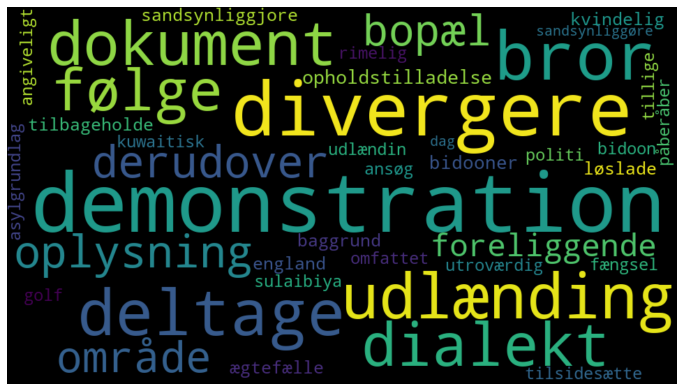 sandsynliggjore
kvindelig
angiveligt
dokument
bopæl
bror
sandsynliggøre
rimelig
tillige
følge
opholdstilladelse
divergere
påberåber
tilbageholde
kuwaitisk
udlændin
dag
bidoon
politi
derudover
ansøg
bidooner
løslade
asylgrundlag
demonstration
oplysning
baggrund
foreliggende
omfattet
england
utroværdig
fængsel
sulaibiya
golf
deltage
udlænding
område
dialekt
ægtefælle
tilsidesætte